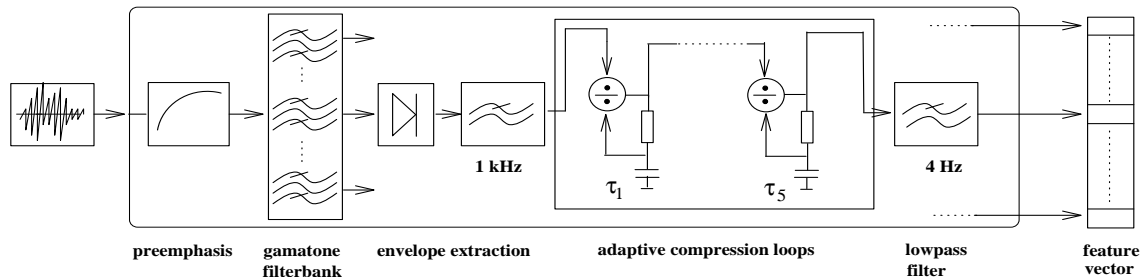 1 kHz
τ1
τ5
4 Hz
preemphasis
gamatone
filterbank
envelope extraction
adaptive compression loops
lowpass
filter
feature
vector